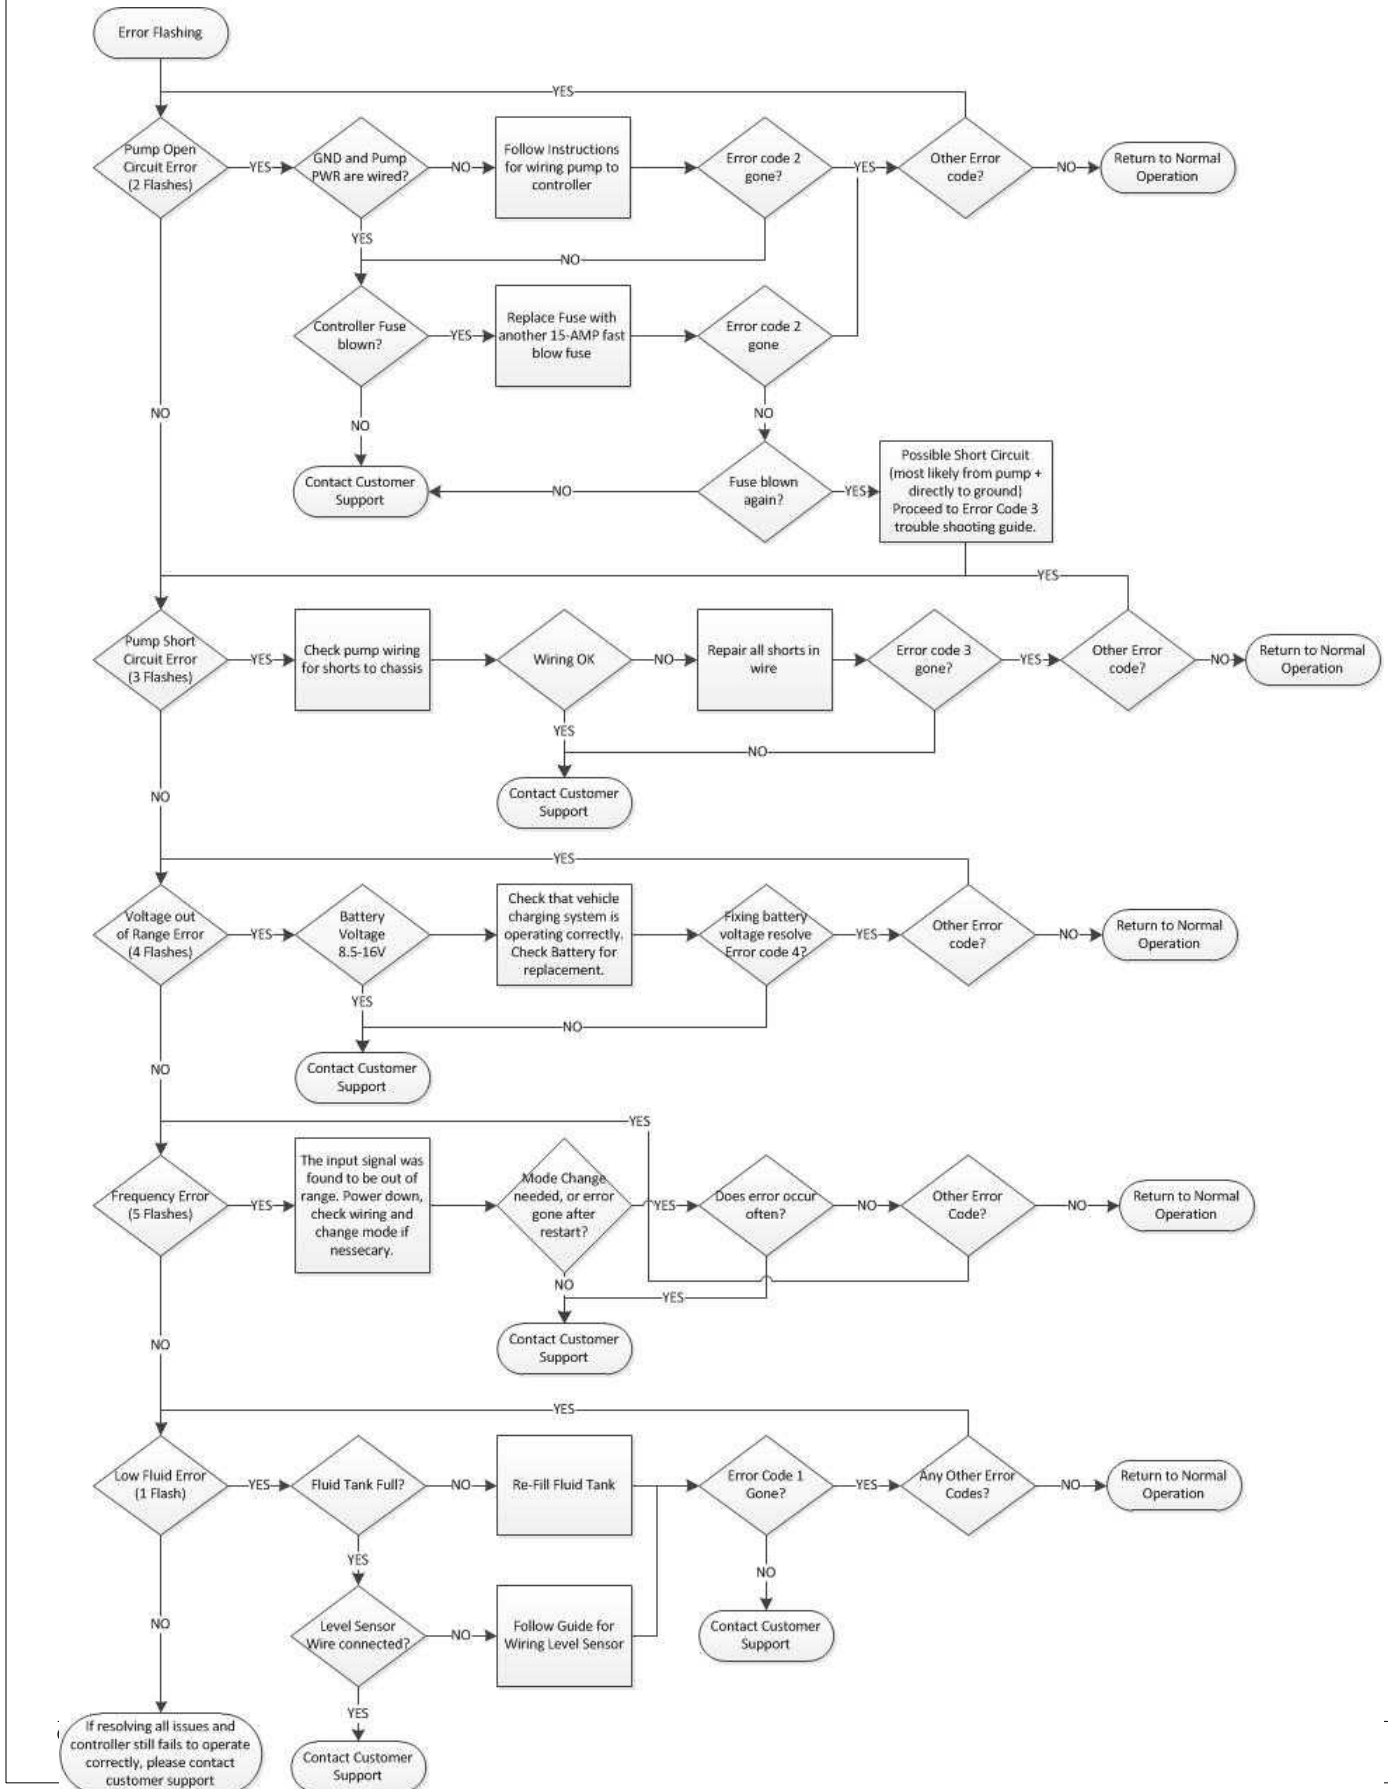 Error Flashing
YES
Pump Open
Circuit Error
(2 Flashes)
YES
GND and Pump
PWR are wired?
NO
Follow Instructions
for wiring pump to
controller
Error code 2
gone?
YES
Other Error
code?
NO
Return to Normal
Operation
YES
NO
Controller Fuse
blown?
YES
Replace Fuse with
another 15-AMP fast
blow fuse
Error code 2
gone
NO
NO
NO
Contact Customer
Support
NO
Fuse blown
again?
YES
Possible Short Circuit
(most likely from pump +
directly to ground)
Proceed to Error Code 3
trouble shooting guide.
YES
Pump Short
Circuit Error
(3 Flashes)
YES
Check pump wiring
for shorts to chassis
Wiring OK
NO
Repair all shorts in
wire
Error code 3
gone?
YES
Other Error
code?
NO
Return to Normal
Operation
YES
NO
NO
Contact Customer
Support
YES
Voltage out
of Range Error
(4 Flashes)
YES
Battery
Voltage
8.5-16V
Check that vehicle
charging system is
operating correctly.
Check Battery for
replacement.
Fixing battery
voltage resolve
Error code 4?
YES
Other Error
code?
NO
Return to Normal
Operation
YES
NO
NO
Contact Customer
Support
YES
Frequency Error
(5 Flashes)
YES
The input signal was
found to be out of
range. Power down,
check wiring and
change mode if
nessecary.
Mode Change
needed, or error
gone after
restart?
YES
Does error occur
often?
NO
Other Error
Code?
NO
Return to Normal
Operation
NO
YES
NO
Contact Customer
Support
YES
Low Fluid Error
(1 Flash)
YES
Fluid Tank Full?
NO
Re-Fill Fluid Tank
Error Code 1
Gone?
YES
Any Other Error
Codes?
NO
Return to Normal
Operation
YES
NO
NO
Level Sensor
Wire connected?
NO
Follow Guide for
Wiring Level Sensor
Contact Customer
Support
YES
If resolving all issues and
controller still fails to operate
correctly, please contact
customer support
Contact Customer
Support